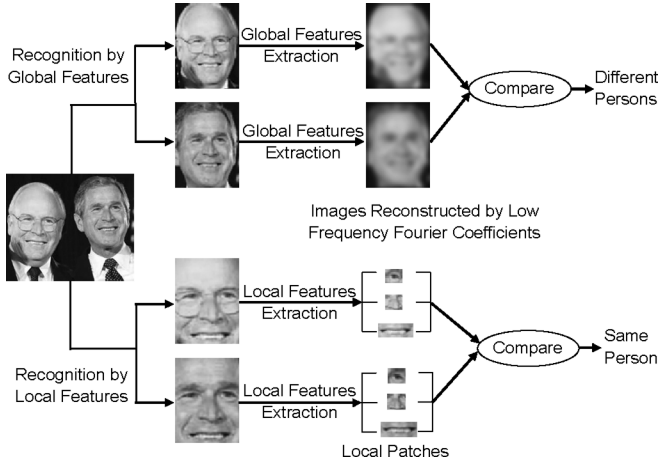 Recognition by
Global Features
Global Features
Extraction
Compare
Different
Persons
Global Features
Extraction
Images Reconstructed by Low
Frequency Fourier Coefficients
Local Features
Extraction
Compare
Same
Person
Recognition by
Local Features
Local Features
Extraction
Local Patches